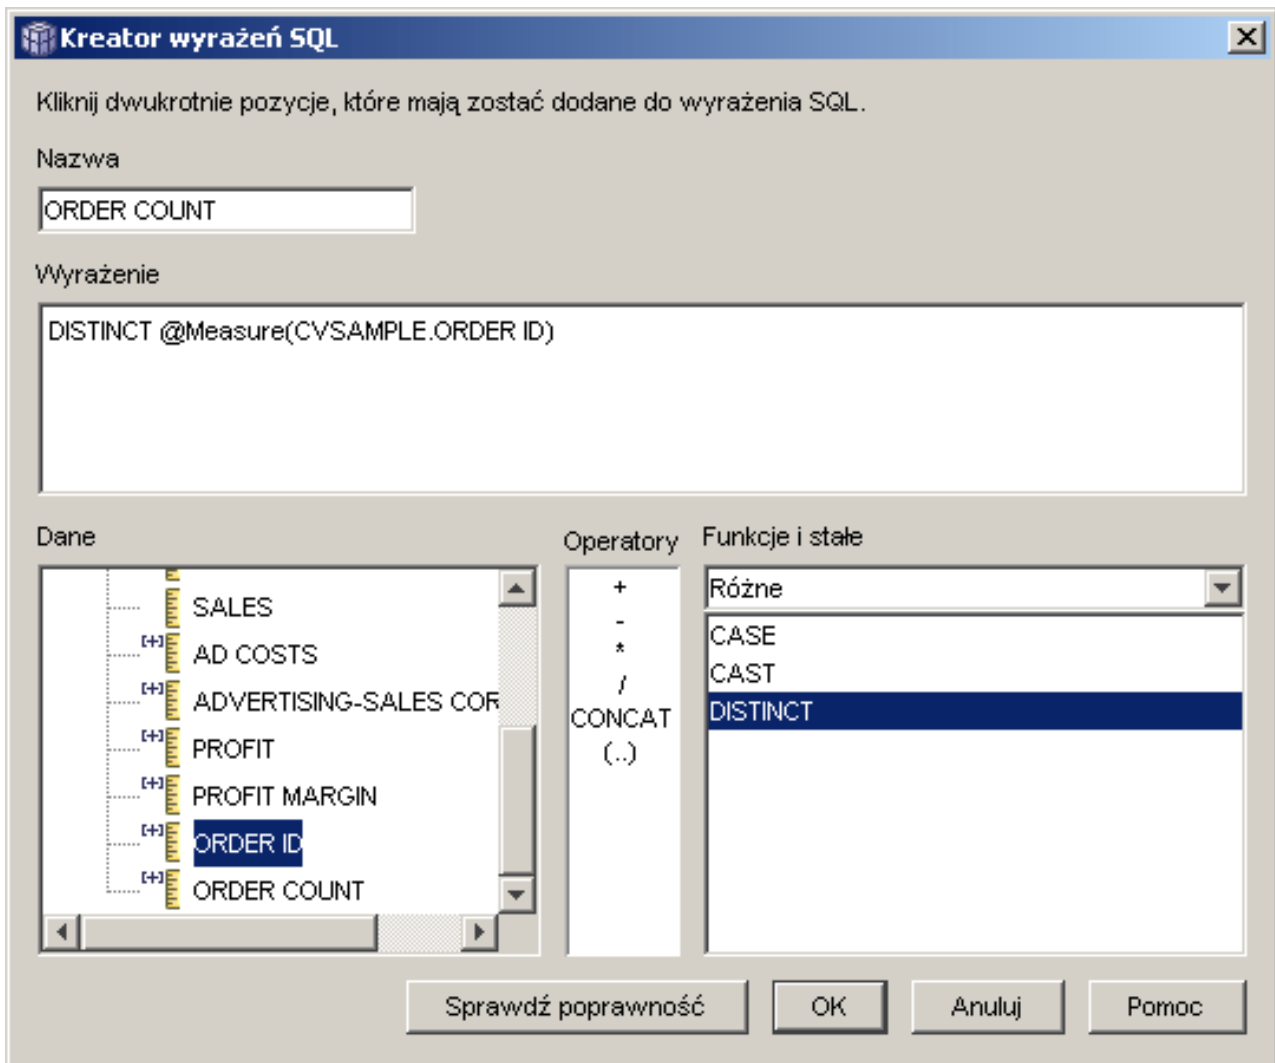 Kreator wyrażeń SQL
Kliknij dwukrotnie pozycje, które mają zostać dodane do wyrażenia SQL.
Nazwa
ORDER COUNT
Wyrażenie
DISTINCT @Measure(CVSAMPLE.ORDER ID)
Dane
SALES
AD COSTS
ADVERTISING-SALES COR
PROFIT
PROFIT MARGIN
ORDER ID
ORDER COUNT
Operatory
+
-
*
/
CONCAT
(..)
Funkcje i stałe
Różne
CASE
CAST
DISTINCT
Sprawdź poprawność
OK
Anuluj
Pomoc